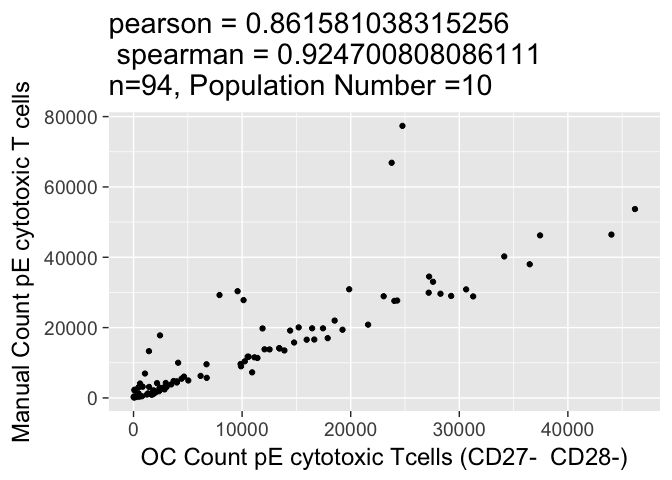 pearson = 0.861581038315256
spearman = 0.924700808086111
n=94, Population Number =10
Manual Count pE cytotoxic T cells
80000
60000
40000
20000
0
0
10000
20000
30000
40000
OC Count pE cytotoxic Tcells (CD27-  CD28-)